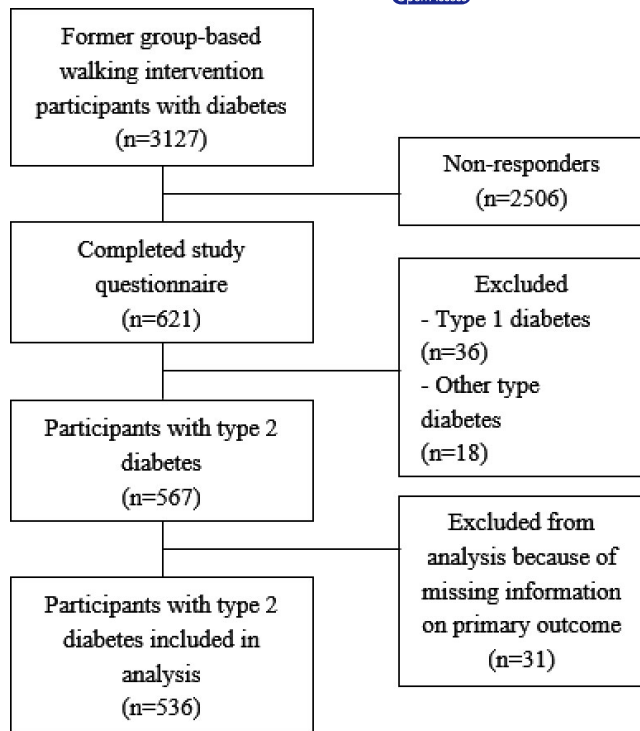 Open Access
Former group-based
walking intervention
participants with diabetes
(n=3127)
Non-responders
(n=2506)
Completed study
questionnaire
(n=621)
Excluded
- Type 1 diabetes
(n=36)
- Other type
diabetes
(n=18)
Participants with type 2
diabetes
(n=567)
Excluded from
analysis because of
missing information
on primary outcome
(n=31)
Participants with type 2
diabetes included in
analysis
(n=536)